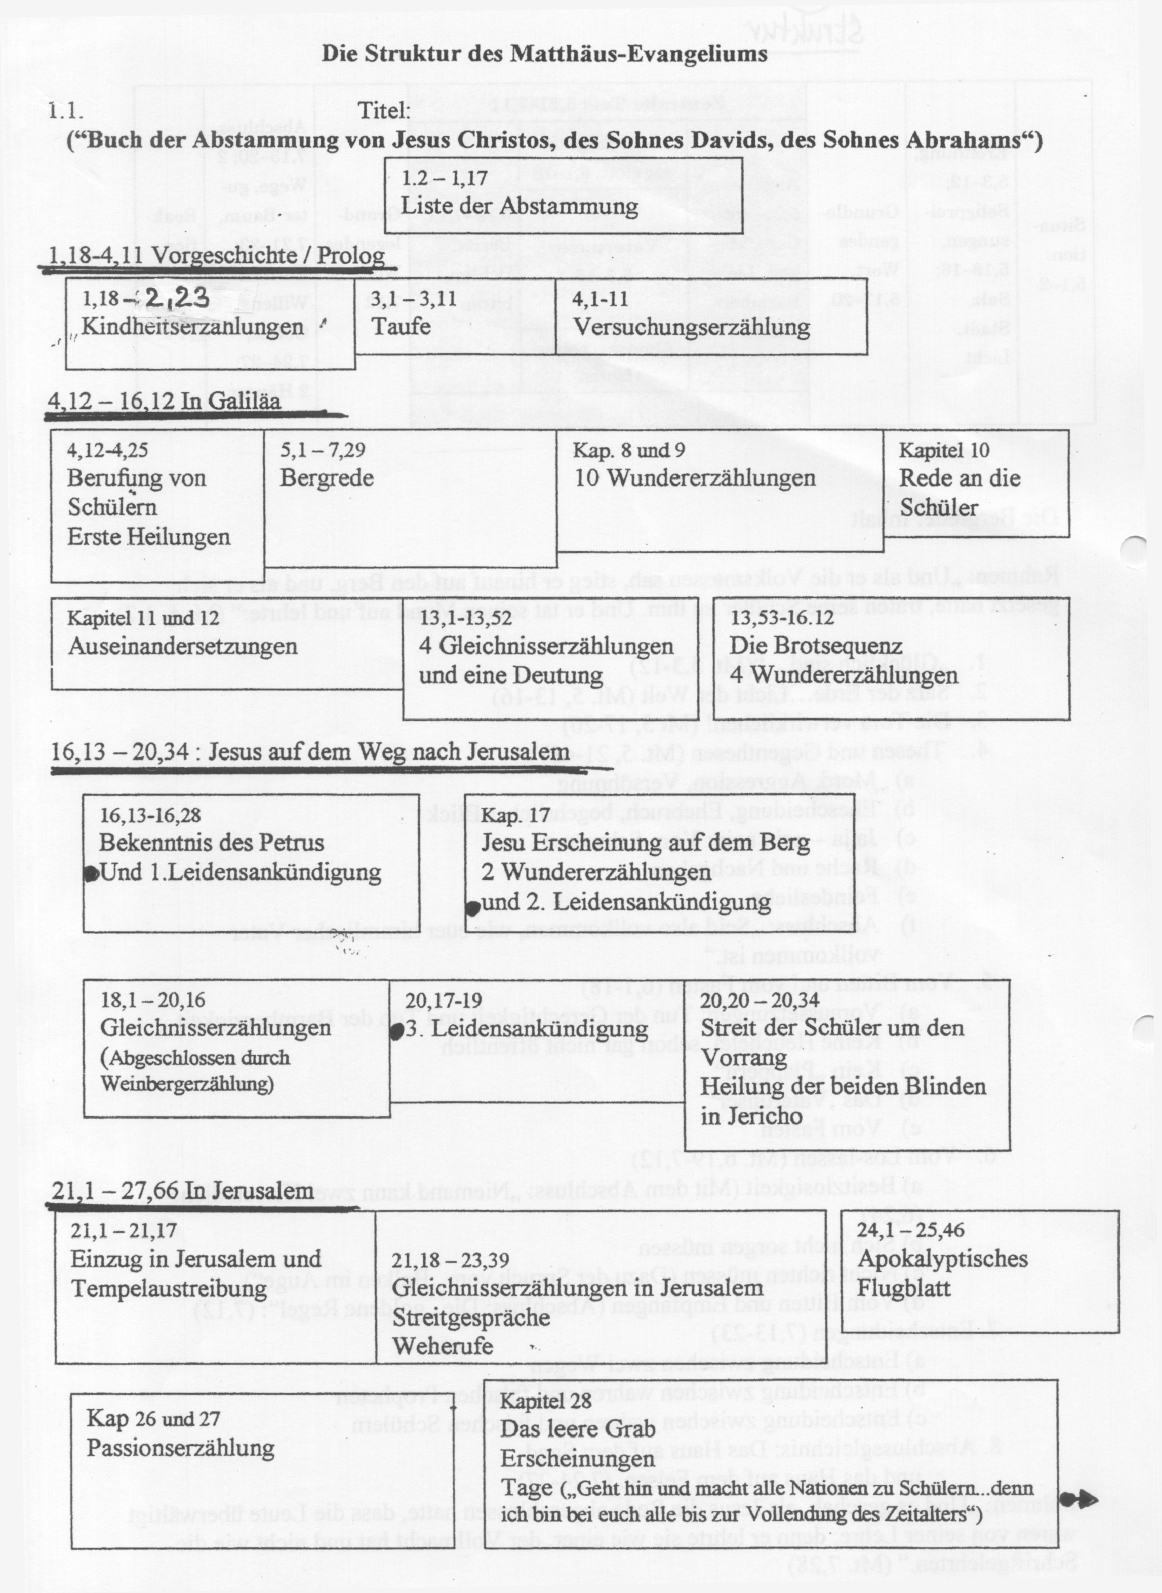 Die Struktur des Matthäus-Evangeliums
1.1. Titel:
(“Buch der Abstammung von Jesus Christos, des Sohnes Davids, des Sohnes Abrahams“)
1.2 – 1,17
Liste der Abstammung
1,18-4,11 Vorgeschichte / Prolog
1,18 – 2,23
Kindheitserzählungen
3,1 – 3,11
Taufe
4,1-11
Versuchungserzählung
4,12 – 16,12 In Galiläa
4,12-4,25
Berufung von
Schülern
Erste Heilungen
5,1 – 7,29
Bergrede
Kap. 8 und 9
10 Wundererzählungen
Kapitel 10
Rede an die
Schüler
Kapitel 11 und 12
Auseinandersetzungen
13,1-13,52
4 Gleichnisserzählungen
und eine Deutung
13,53-16.12
Die Brotsequenz
4 Wundererzählungen
16,13 – 20,34 : Jesus auf dem Weg nach Jerusalem
16,13-16,28
Bekenntnis des Petrus
Und 1.Leidensankündigung
Kap. 17
Jesu Erscheinung auf dem Berg
2 Wundererzählungen
und 2. Leidensankündigung
18,1 – 20,16
Gleichniserzählungen
(Abgeschlossen durch
Weinbergerzählung)
20,17-19
3. Leidensankündigung
20,20 – 20,34
Streit der Schüler um den
Vorrang
Heilung der beiden Blinden
in Jericho
21,1 – 27,66 In Jerusalem
21,1 – 21,17
Einzug in Jerusalem und
Tempelaustreibung
21,18 – 23,39
Gleichniserzählungen in Jerusalem
Streitgespräche
Weherufe
24,1 – 25,46
Apokalyptisches
Flugblatt
Kap 26 und 27
Passionserzählung
Kapitel 28
Das leere Grab
Erscheinungen
Tage („Geht hin und macht alle Nationen zu Schülern...denn
ich bin bei euch alle bis zur Vollendung des Zeitalters“)